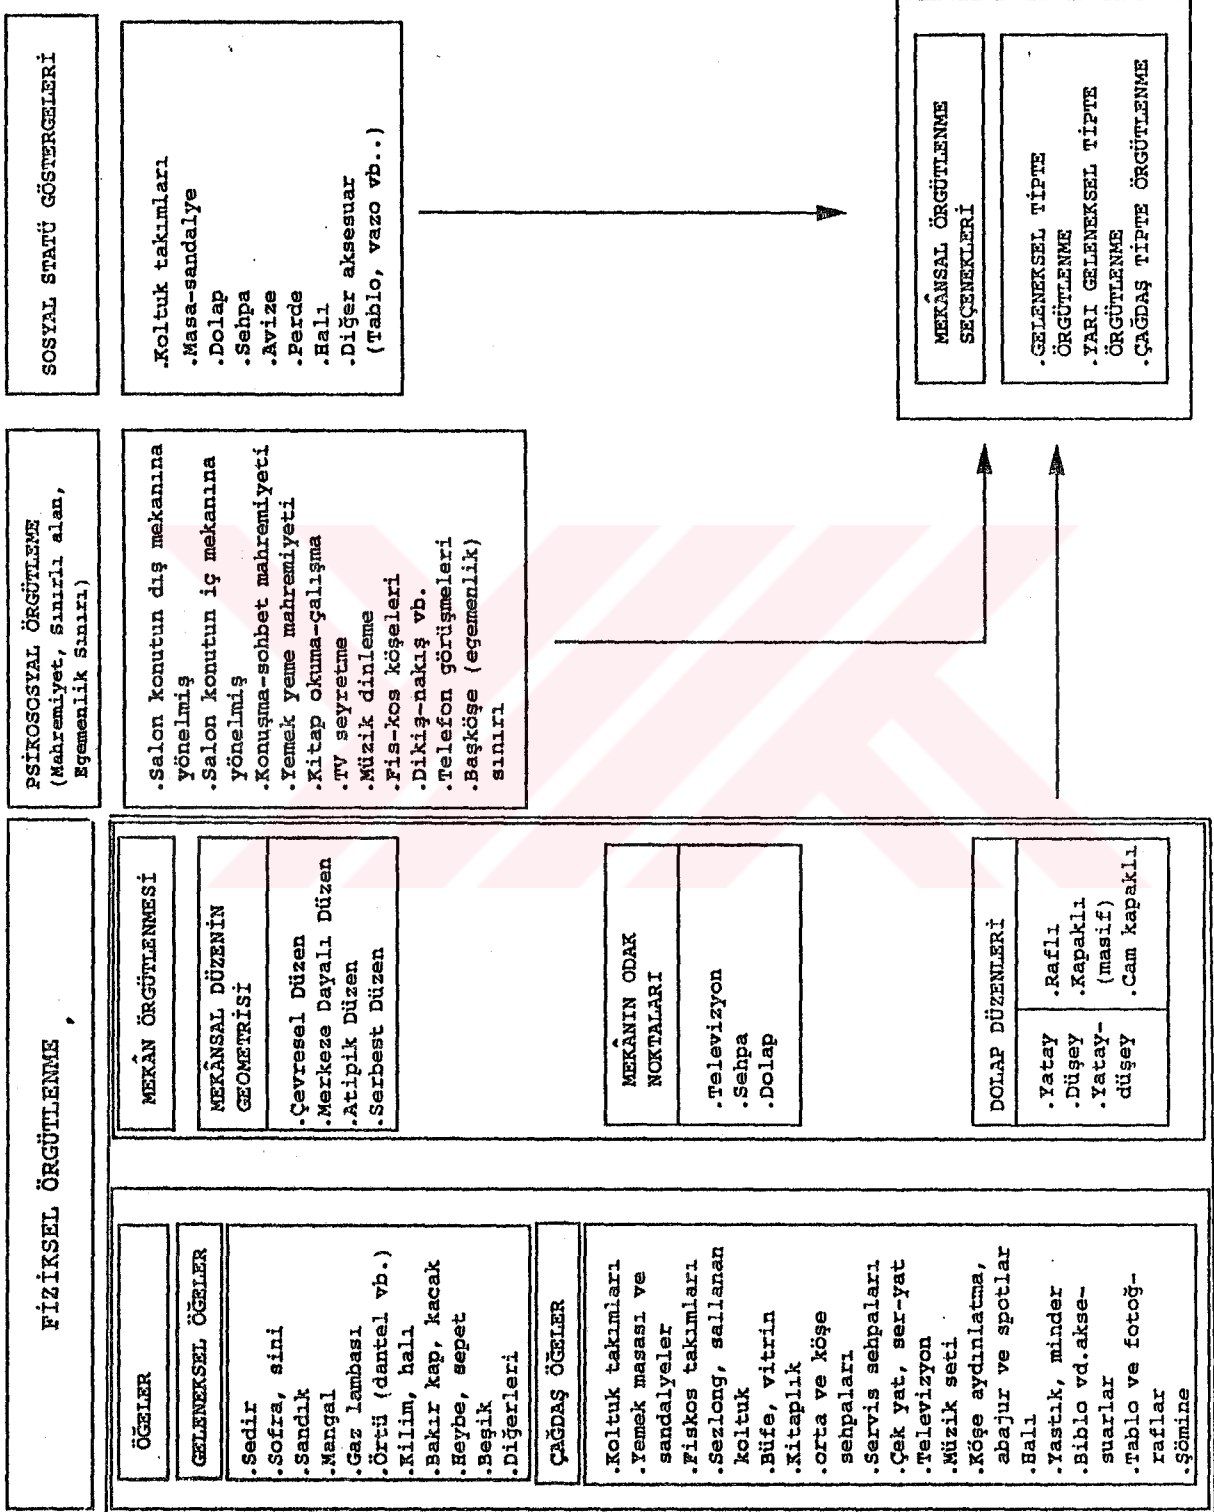 FİZİKSEL ÖRGÜTLENME
ÖĞELER
GELENEKSEL ÖĞELER
.Sedir
.Sofra, sini
.Sandık
.Mangal
.Gaz lambası
.Örtü (dantel vb.)
.Kilim, halı
.Bakır kap, kacak
.Heybe, sepet
.Beşik
.Diğerleri
ÇAĞDAŞ ÖĞELER
.Koltuk takımları
.Yemek masası ve
sandalyeler
.Fiskos takımları
.Sezlong, sallanan
koltuk
.Büfe, vitrin
.Kitaplık
.orta ve köşe
sehpaları
.Servis sehpaları
.Çek yat, ser-yat
.Televizyon
.Müzik seti
.Köşe aydınlatma,
abajur ve spotlar
.Halı
.Yastık, minder
.Biblo vd.akse-
suarlar
.Tablo ve fotoğ-
raflar
.Şömine
MEKÂN ÖRGÜTLENMESİ
MEKÂNSAL DÜZENİN
GEOMETRİSİ
.Çevresel Düzen
.Merkeze Dayalı Düzen
.Atipik Düzen
.Serbest Düzen
MEKÂNIN ODAK
NOKTALARI
.Televizyon
.Sehpa
.Dolap
DOLAP DÜZENLERİ
.Yatay
.Düşey
.Yatay-
düşey
.Raflı
.Kapaklı
(masif)
.Cam kapaklı
PSİKOSOSYAL ÖRGÜTLEME
(Mahremiyet, Sınırlı alan,
Egemenlik Sınırı)
.Salon konutun dış mekanına
yönelmiş
.Salon konutun iç mekanına
yönelmiş
.Konuşma-sohbet mahremiyeti
.Yemek yeme mahremiyeti
.Kitap okuma-çalışma
.TV seyretme
.Müzik dinleme
.Fis-kos köşeleri
.Dikiş-nakış vb.
.Telefon görüşmeleri
.Başköşe (egemenlik)
sınırı
SOSYAL STATÜ GÖSTERGELERİ
.Koltuk takımları
.Masa-sandalye
.Dolap
.Sehpa
.Avize
.Perde
.Halı
.Diğer aksesuar
(Tablo, vazo vb..)
MEKÂNSAL ÖRGÜTLENME
SEÇENEKLERİ
.GELENEKSEL TİPTE
ÖRGÜTLENME
.YARI GELENEKSEL TİPTE
ÖRGÜTLENME
.ÇAĞDAŞ TİPTE ÖRGÜTLENME